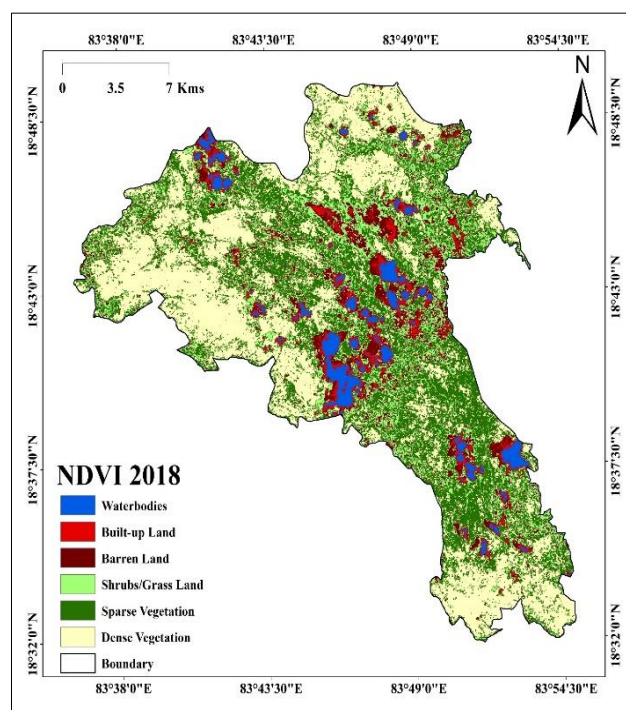 83°38'0"E 83°43'30"E 83°49'0"E 83°54'30"E
0 3.5 7 Kms
N
18°48'30"N 18°48'30"N
18°43'0"N 18°43'0"N
18°37'30"N 18°37'30"N
18°32'0"N 18°32'0"N
NDVI 2018
Waterbodies
Built-up Land
Barren Land
Shrubs/Grass Land
Sparse Vegetation
Dense Vegetation
Boundary
83°38'0"E 83°43'30"E 83°49'0"E 83°54'30"E